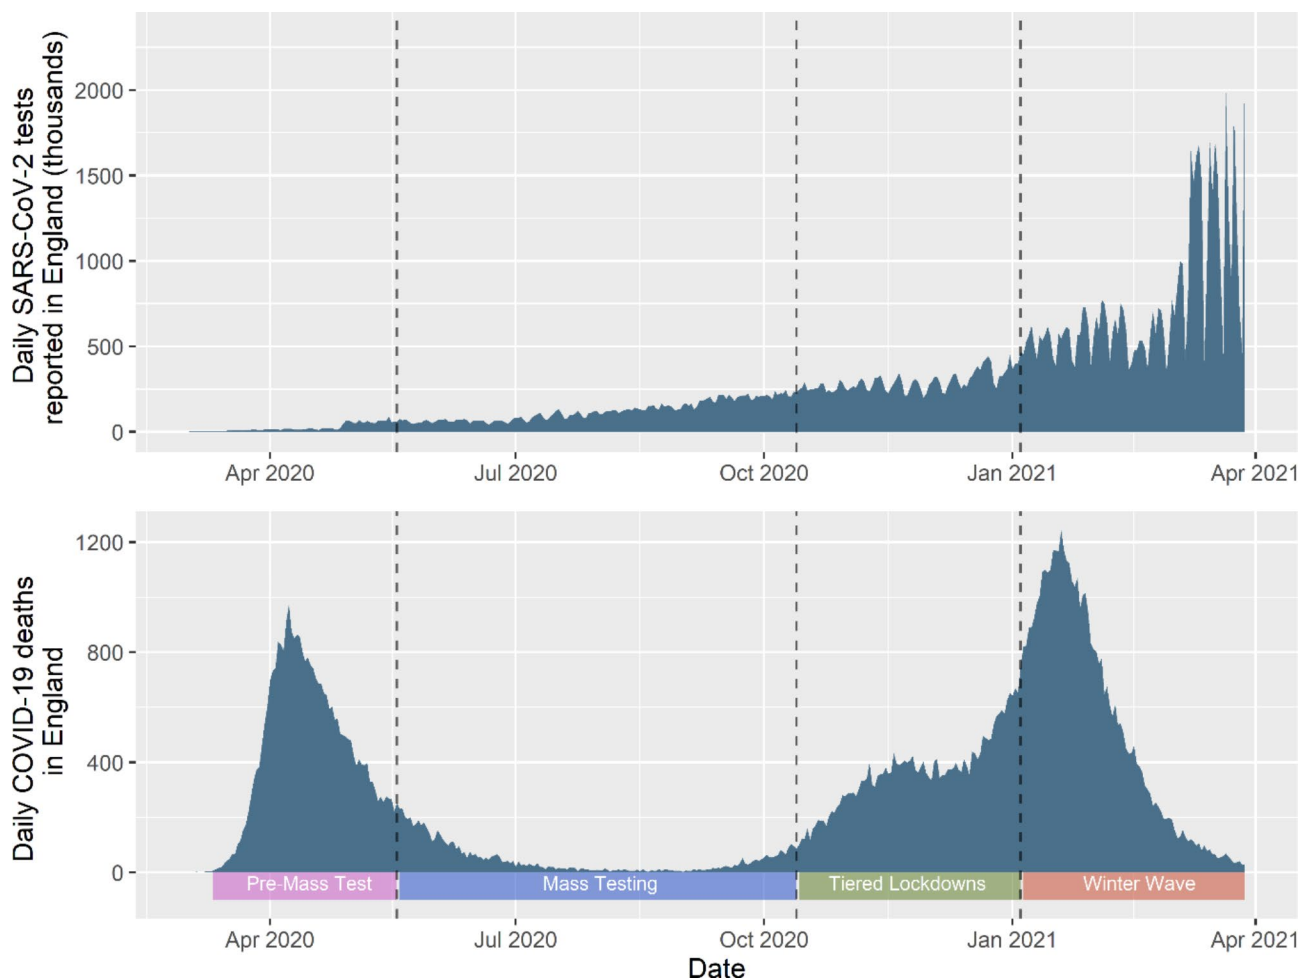 Daily SARS-CoV-2 tests
reported in England (thousands)
2000
1500
1000
500
0
Apr 2020 Jul 2020 Oct 2020 Jan 2021 Apr 2021
Daily COVID-19 deaths
in England
1200
800
400
0
Pre-Mass Test Mass Testing Tiered Lockdowns Winter Wave
Apr 2020 Jul 2020 Oct 2020 Jan 2021 Apr 2021
Date